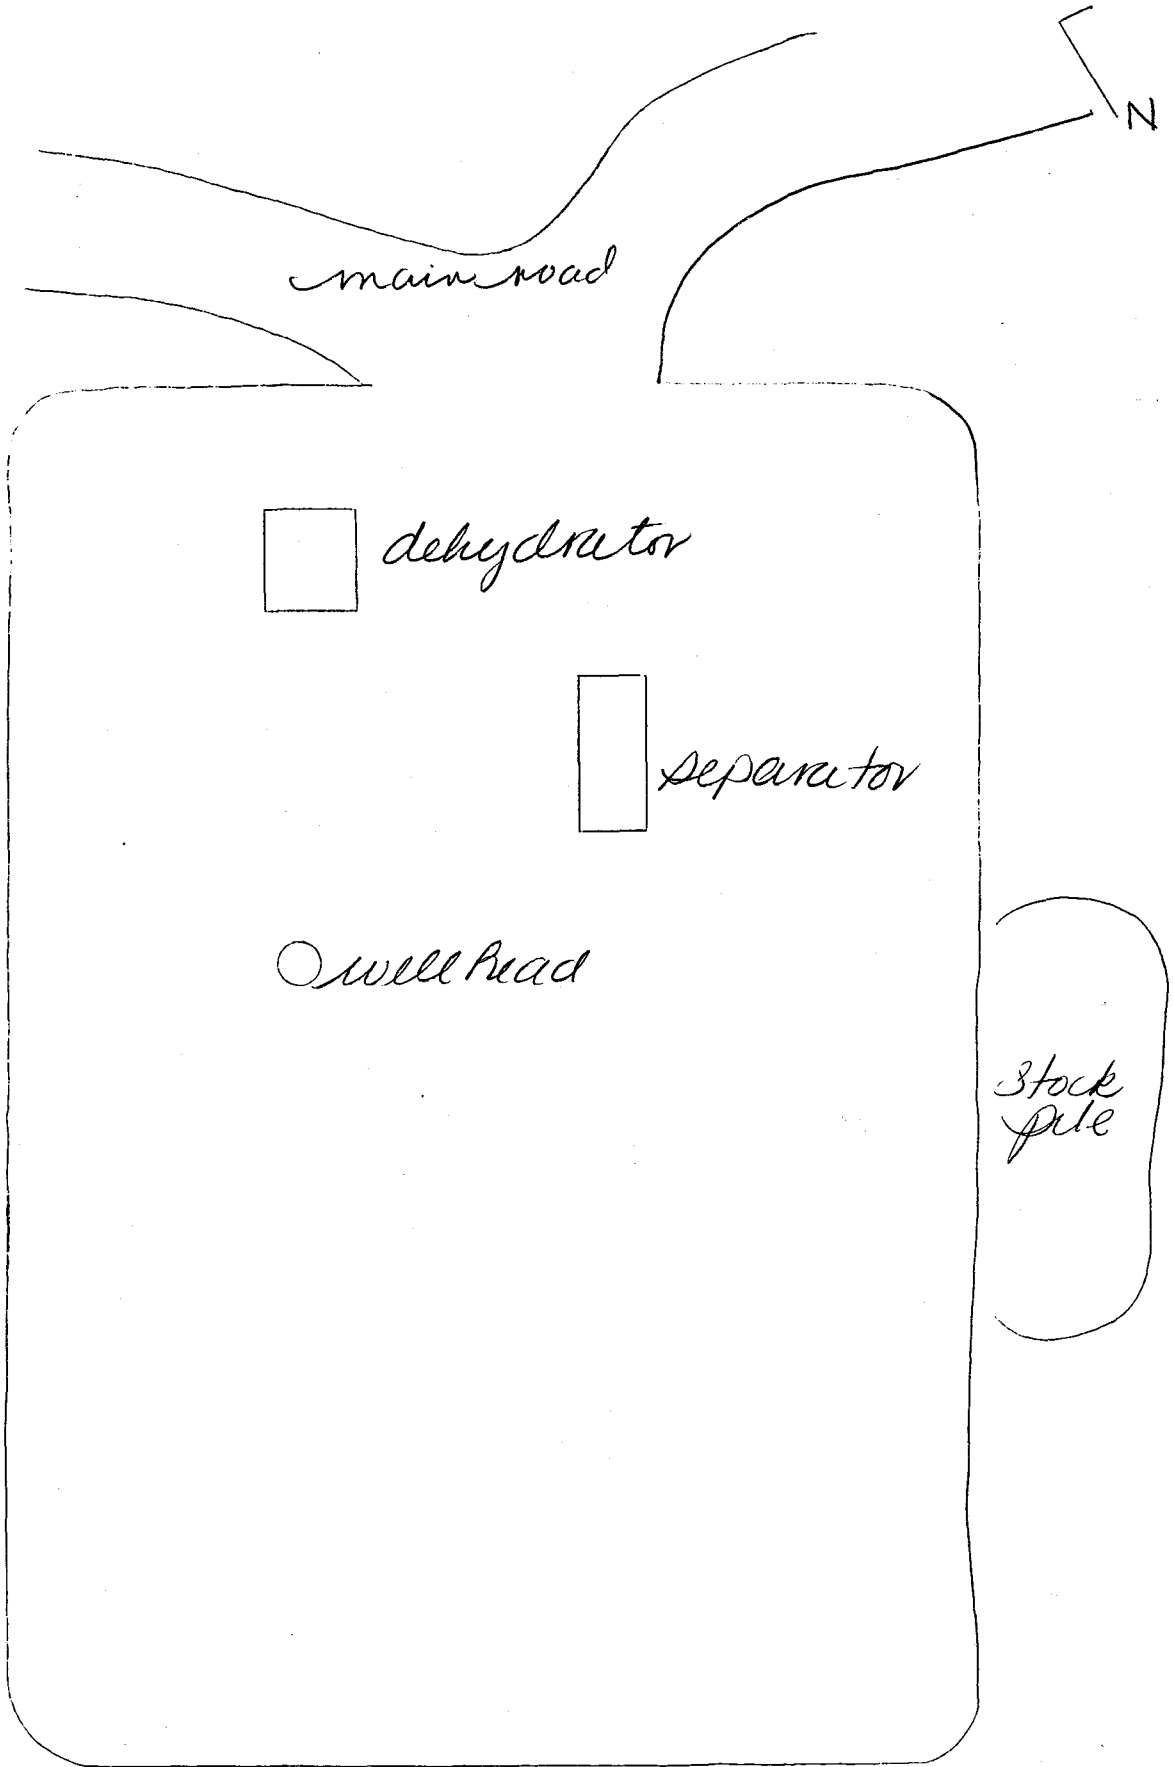 N
main road
dehydrator
separator
well head
Stock
pile